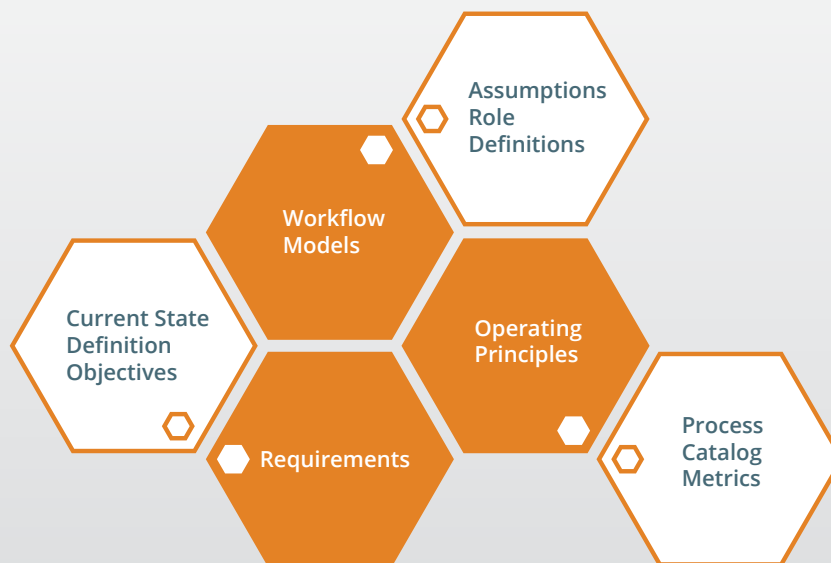 Assumptions
Role
Definitions
Workflow
Models
Current State
Definition
Objectives
Operating
Principles
Requirements
Process
Catalog
Metrics